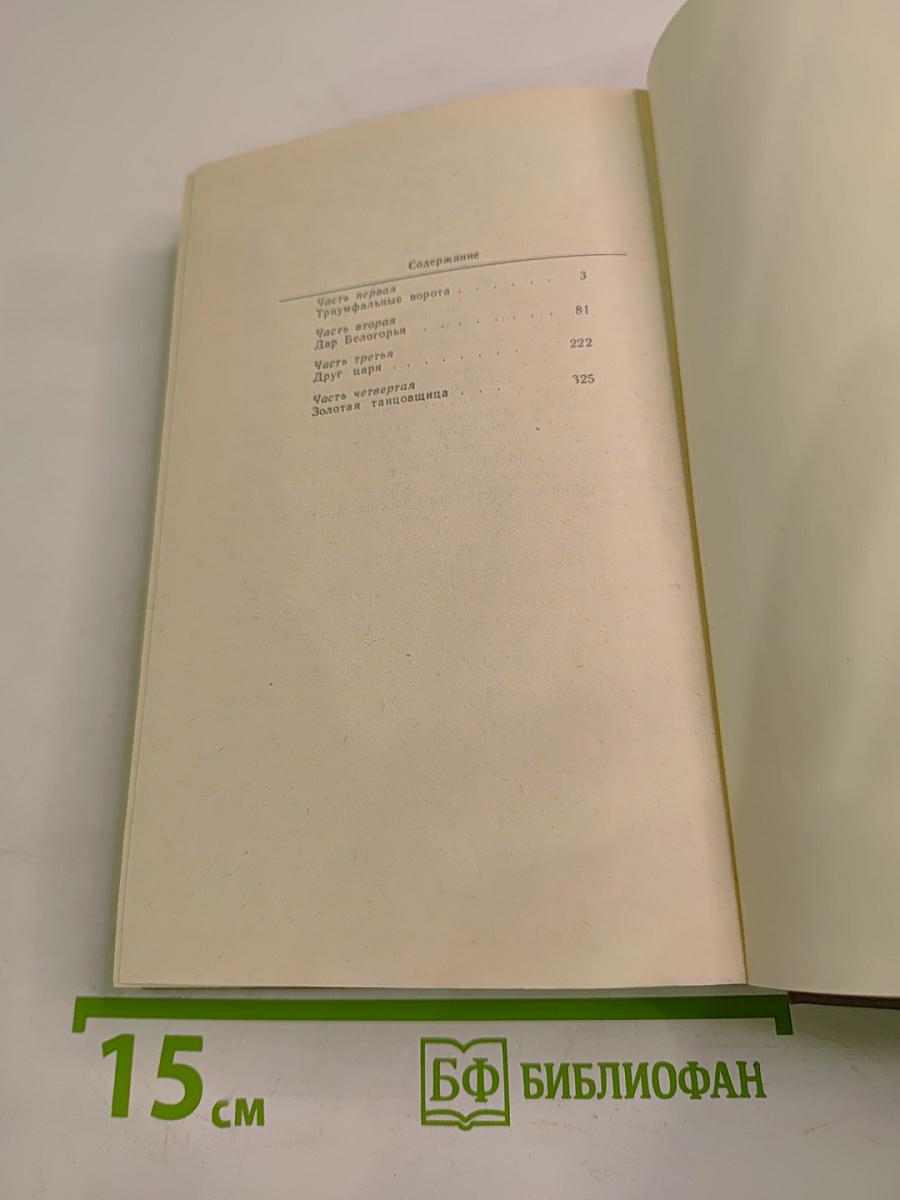 Содержание
Часть первая
Триумфальные ворота . . . . . . 3
Часть вторая
Дар Белогорья . . . . . . . . 81
Часть третья
Друг царя . . . . . . . . 222
Часть четвертая
Золотая танцовщица . . . 325
15 см
БФ БИБЛИОФАН